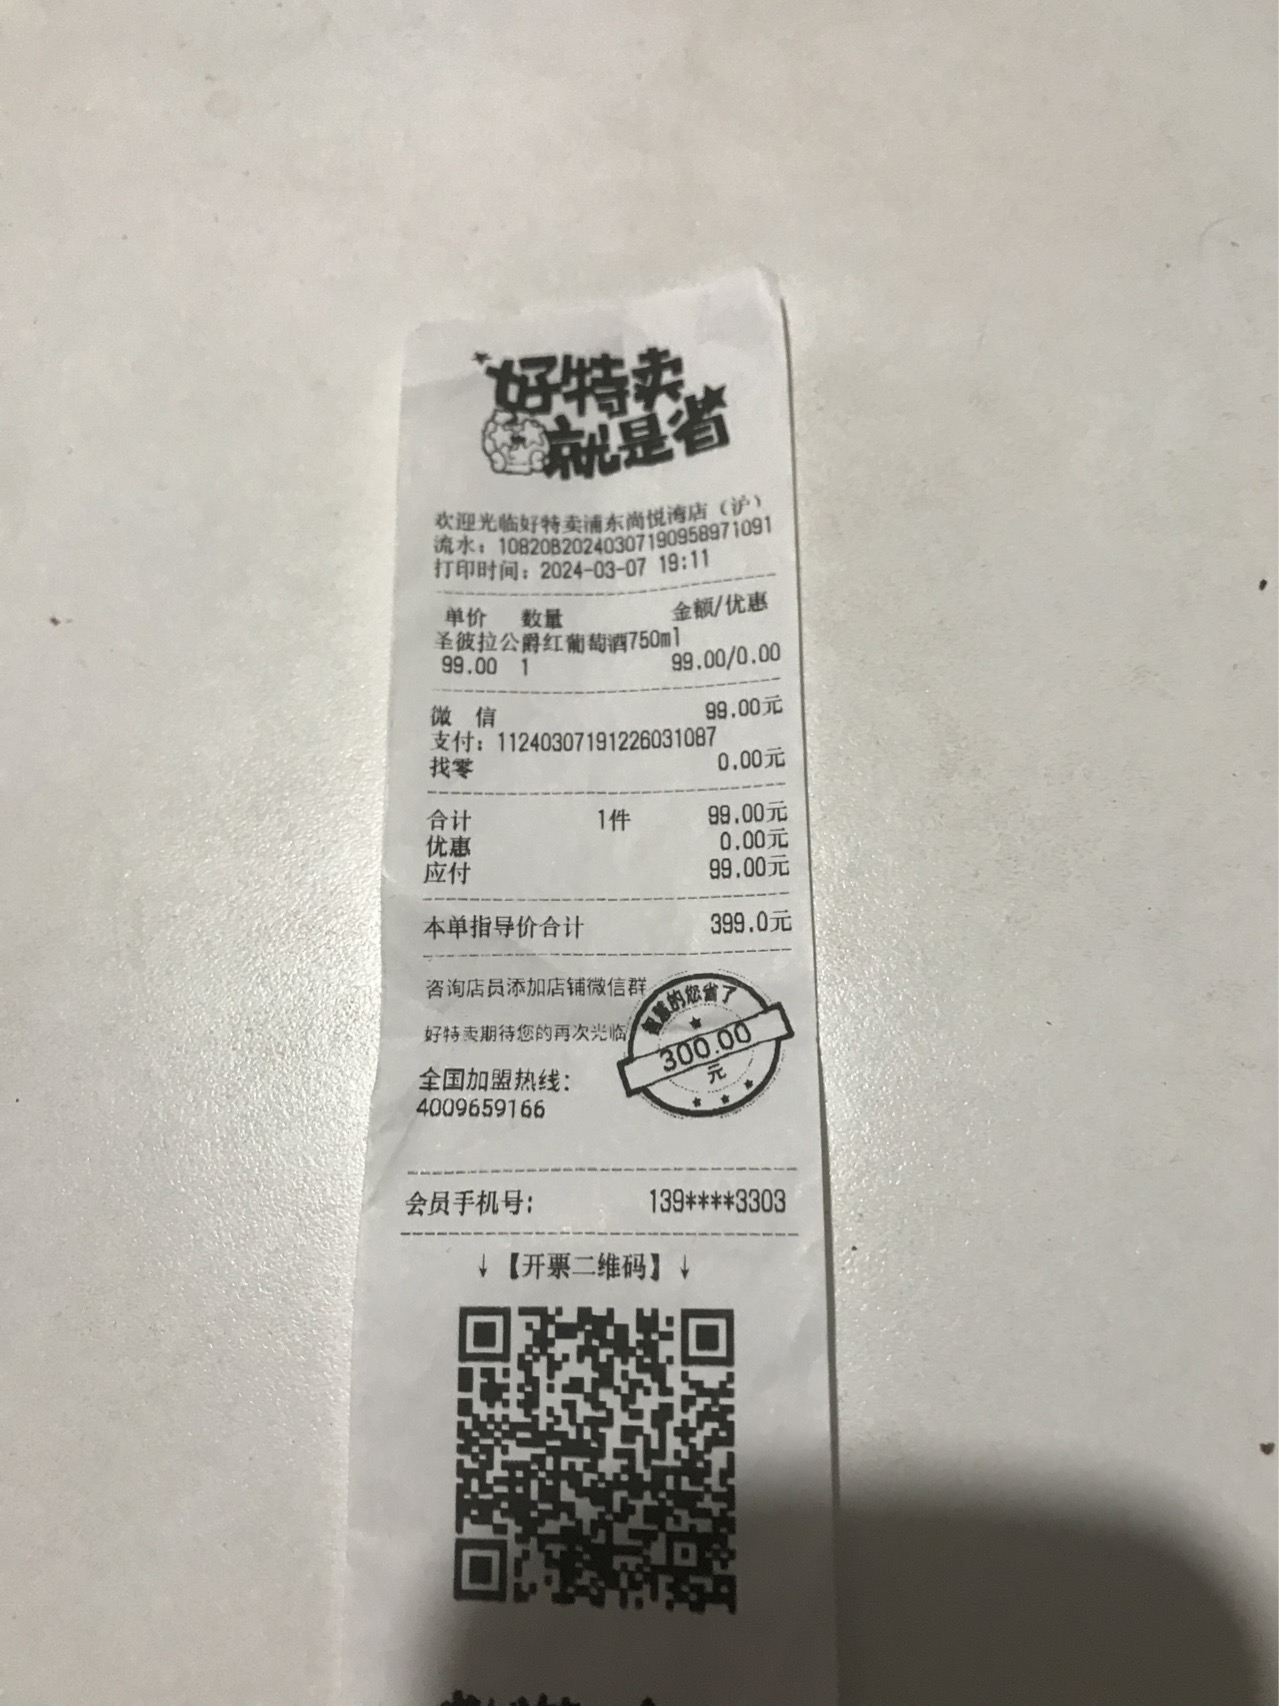 好特卖
就是省
欢迎光临好特卖浦东尚悦湾店（沪）
流水：108208202403071909589710​91
打印时间：2024-03-07 19:11
单价 数量 金额/优惠
圣彼拉公爵红葡萄酒750ml
99.00 1 99.00/0.00
微 信 99.00元
支付：11240307191226031087
找零 0.00元
合计 1件 99.00元
优惠 0.00元
应付 99.00元
本单指导价合计 399.0元
咨询店员添加店铺微信群
好特卖期待您的再次光临
的您省了
300.00
元
全国加盟热线：
4009659166
会员手机号： 139****3303
↓【开票二维码】↓